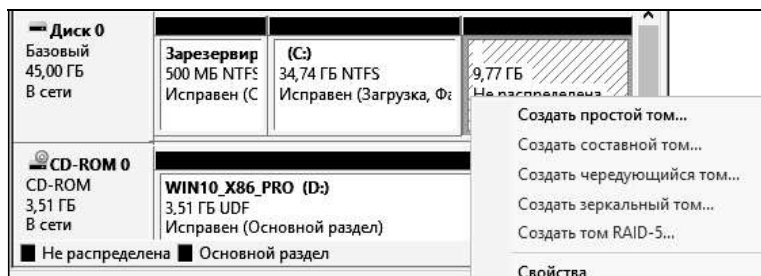 Диск 0
Базовый
45,00 ГБ
В сети
Зарезервир
500 МБ NTFS
Исправен (С
(C:)
34,74 ГБ NTFS
Исправен (Загрузка, Фа
9,77 ГБ
Не распределена
Создать простой том...
Создать составной том...
Создать чередующийся том...
Создать зеркальный том...
Создать том RAID-5...
Свойства
CD-ROM 0
CD-ROM
3,51 ГБ
В сети
WIN10_X86_PRO (D:)
3,51 ГБ UDF
Исправен (Основной раздел)
Не распределена Основной раздел